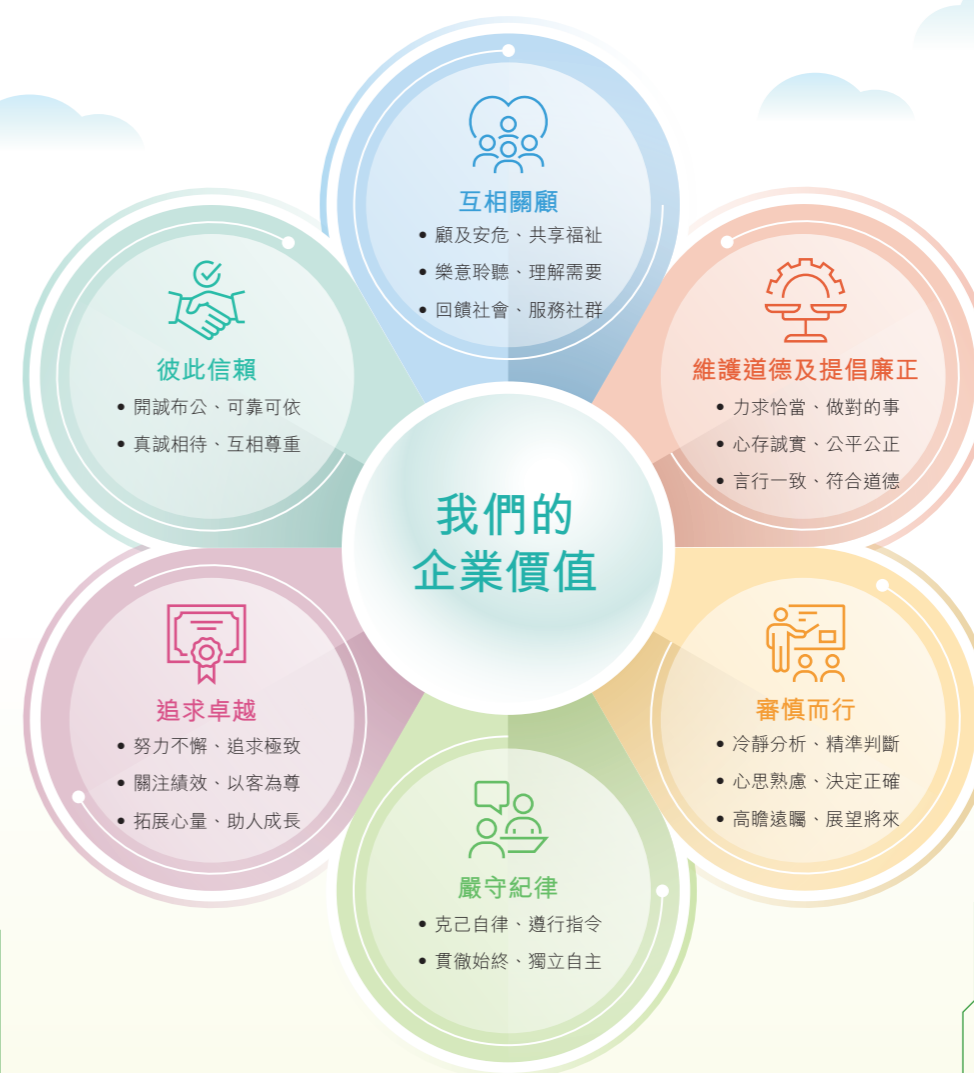 互相關顧
• 顧及安危、共享福祉
• 樂意聆聽、理解需要
• 回饋社會、服務社群
彼此信賴
• 開誠布公、可靠可依
• 真誠相待、互相尊重
維護道德及提倡廉正
• 力求恰當、做對的事
• 心存誠實、公平公正
• 言行一致、符合道德
我們的
企業價值
追求卓越
• 努力不懈、追求極致
• 關注績效、以客為尊
• 拓展心量、助人成長
審慎而行
• 冷靜分析、精準判斷
• 心思熟慮、決定正確
• 高瞻遠矚、展望將來
嚴守紀律
• 克己自律、遵行指令
• 貫徹始終、獨立自主